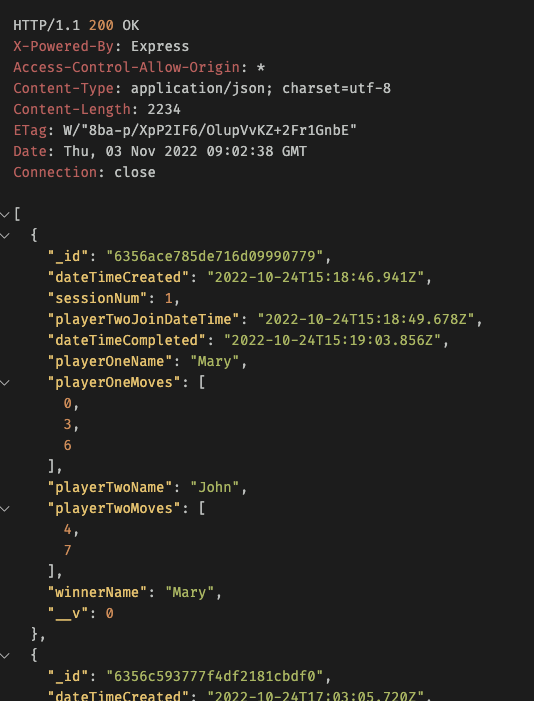 HTTP/1.1 200 OK
X-Powered-By: Express
Access-Control-Allow-Origin: *
Content-Type: application/json; charset=utf-8
Content-Length: 2234
ETag: W/"8ba-p/XpP2IF6/OlupVvKZ+2Fr1GnbE"
Date: Thu, 03 Nov 2022 09:02:38 GMT
Connection: close
[
{
"_id": "6356ace785de716d09990779",
"dateTimeCreated": "2022-10-24T15:18:46.941Z",
"sessionNum": 1,
"playerTwoJoinDateTime": "2022-10-24T15:18:49.678Z",
"dateTimeCompleted": "2022-10-24T15:19:03.856Z",
"playerOneName": "Mary",
"playerOneMoves": [
0,
3,
6
],
"playerTwoName": "John",
"playerTwoMoves": [
4,
7
],
"winnerName": "Mary",
"__v": 0
},
{
"_id": "6356c593777f4df2181cbdf0",
"dateTimeCreated": "2022-10-24T17:03:05.720Z",